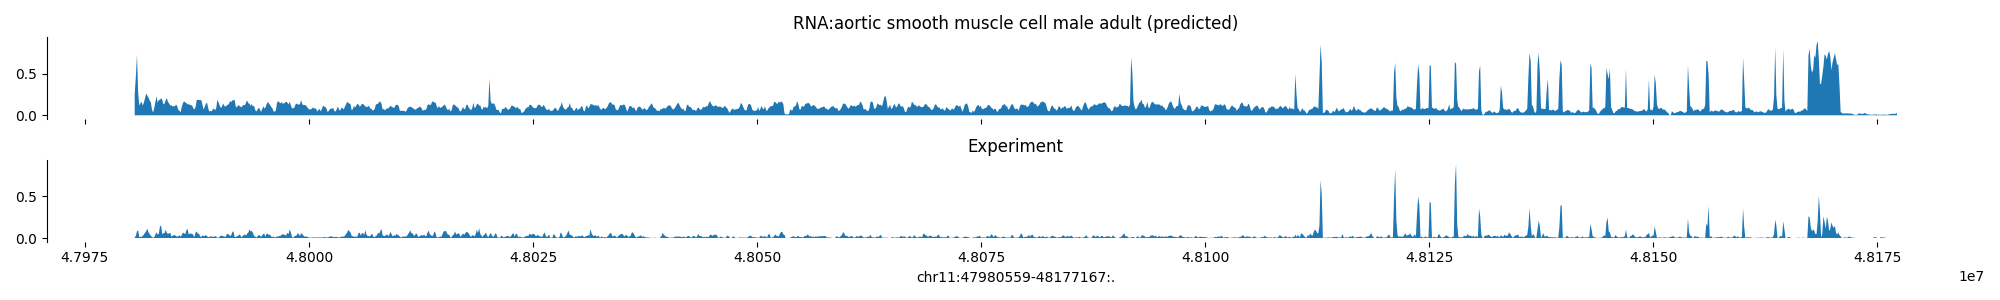 RNA:aortic smooth muscle cell male adult (predicted)
0.5
0.0
Experiment
0.5
0.0
4.7975 4.8000 4.8025 4.8050 4.8075 4.8100 4.8125 4.8150 4.8175
chr11:47980559-48177167:.
1e7